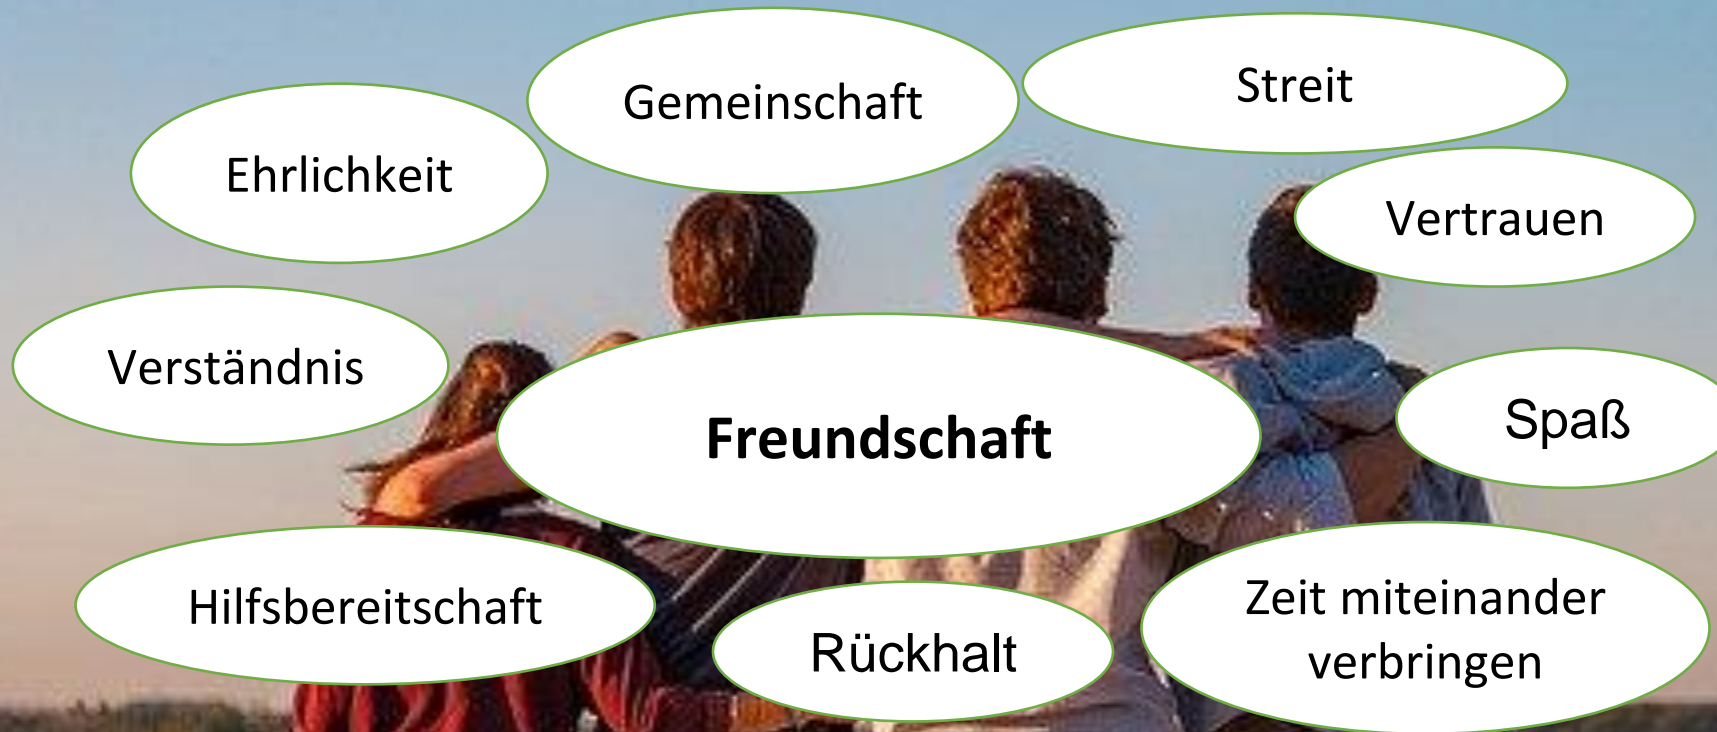 Gemeinschaft
Streit
Ehrlichkeit
Vertrauen
Verständnis
Spaß
Freundschaft
Hilfsbereitschaft
Rückhalt
Zeit miteinander
verbringen